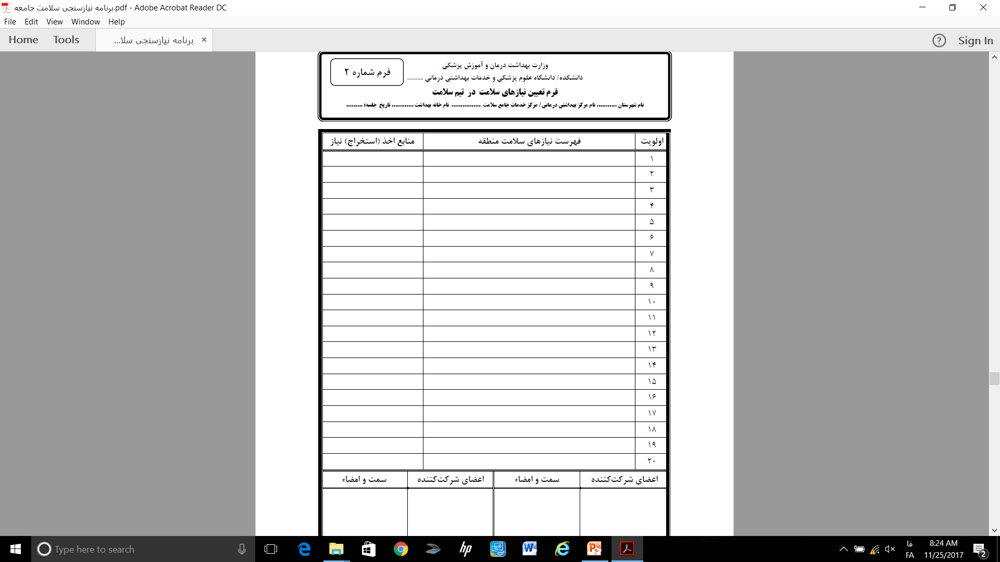 برنامه نیازسنجی سلامت جامعه.pdf - Adobe Acrobat Reader DC
File Edit View Window Help
Home Tools برنامه نیازسنجی سلا... × ? Sign In
وزارت بهداشت درمان و آموزش پزشکی
فرم شماره ۲
دانشکده/ دانشگاه علوم پزشکی و خدمات بهداشتی درمانی ..........
فرم تعیین نیازهای سلامت در تیم سلامت
نام شهرستان ........... نام مرکز بهداشتی درمانی/ مرکز خدمات جامع سلامت ................ نام خانه بهداشت ............ تاریخ جلسه: .........
اولویت فهرست نیازهای سلامت منطقه منابع اخذ (استخراج) نیاز
۱
۲
۳
۴
۵
۶
۷
۸
۹
۱۰
۱۱
۱۲
۱۳
۱۴
۱۵
۱۶
۱۷
۱۸
۱۹
۲۰
اعضای شرکت‌کننده سمت و امضاء اعضای شرکت‌کننده سمت و امضاء
Type here to search
فا 8:24 AM
FA 11/25/2017 2